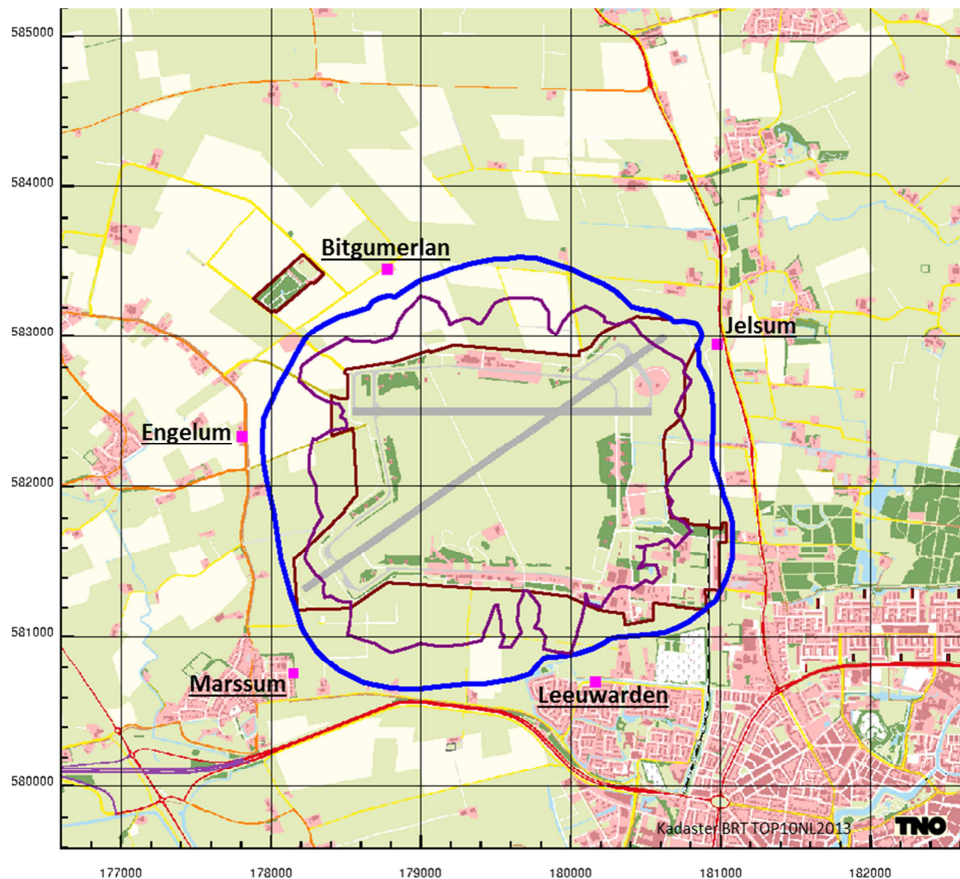 585000
584000
Bitgumerlan
583000
Jelsum
Engelum
582000
581000
Marssum
Leeuwarden
580000
Kadaster BRT TOP10NL2013
TNO
177000
178000
179000
180000
181000
182000